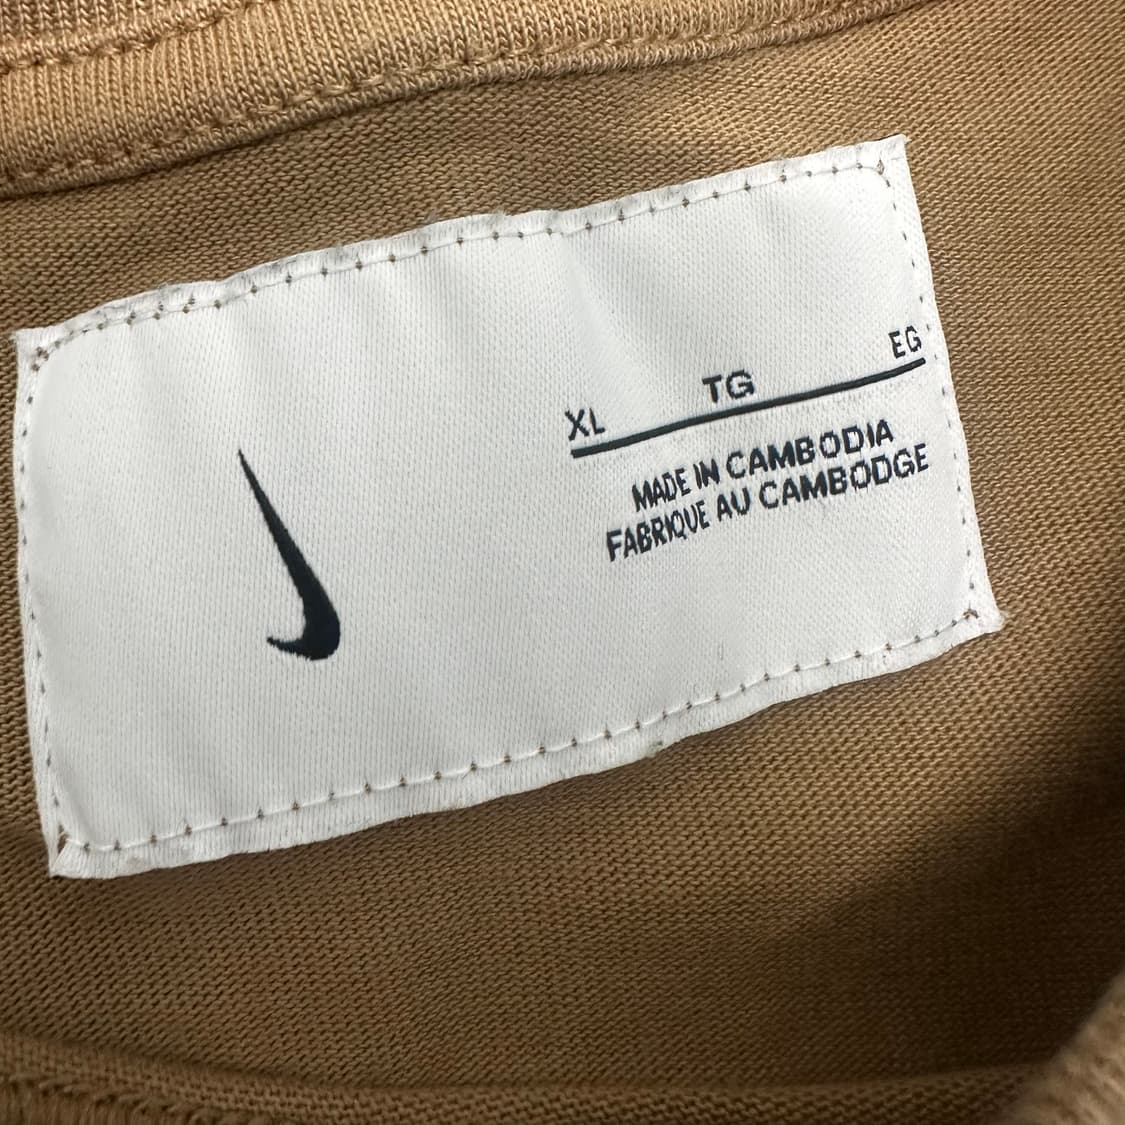 XL TG EG
MADE IN CAMBODIA
FABRIQUE AU CAMBODGE